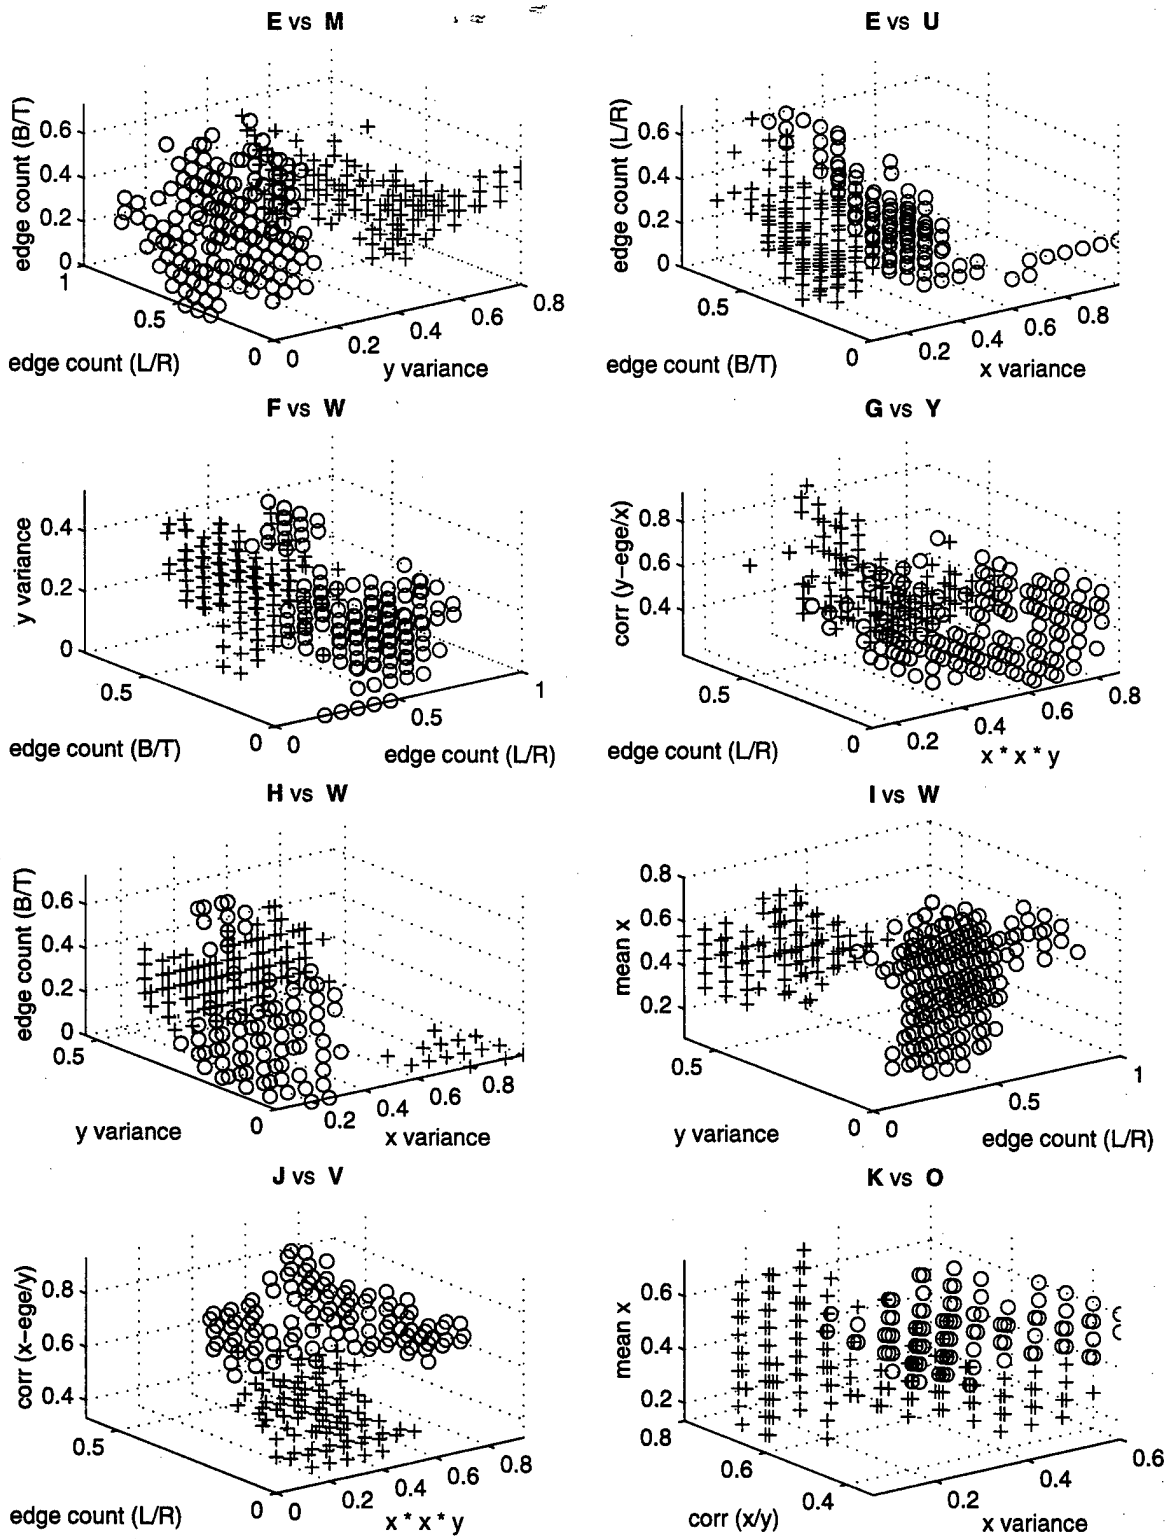 E vs M
edge count (B/T)
0.6
0.4
0.2
0
1
0.5
0
edge count (L/R)
0
0.2
0.4
0.6
0.8
y variance
E vs U
edge count (L/R)
0.6
0.4
0.2
0
0.5
0
edge count (B/T)
0.2
0.4
0.6
0.8
x variance
F vs W
y variance
0.4
0.2
0
0.5
0
edge count (B/T)
0
0.5
1
edge count (L/R)
G vs Y
corr (y-ege/x)
0.8
0.6
0.4
0.5
0
edge count (L/R)
0.2
0.4
0.6
0.8
x * x * y
H vs W
edge count (B/T)
0.6
0.4
0.2
0
0.5
0
y variance
0.2
0.4
0.6
0.8
x variance
I vs W
mean x
0.8
0.6
0.4
0.2
0.5
0
y variance
0
0.5
1
edge count (L/R)
J vs V
corr (x-ege/y)
0.8
0.6
0.4
0.5
0
edge count (L/R)
0
0.2
0.4
0.6
0.8
x * x * y
K vs O
mean x
0.6
0.4
0.2
0.8
0.6
0.4
corr (x/y)
0.2
0.4
0.6
x variance